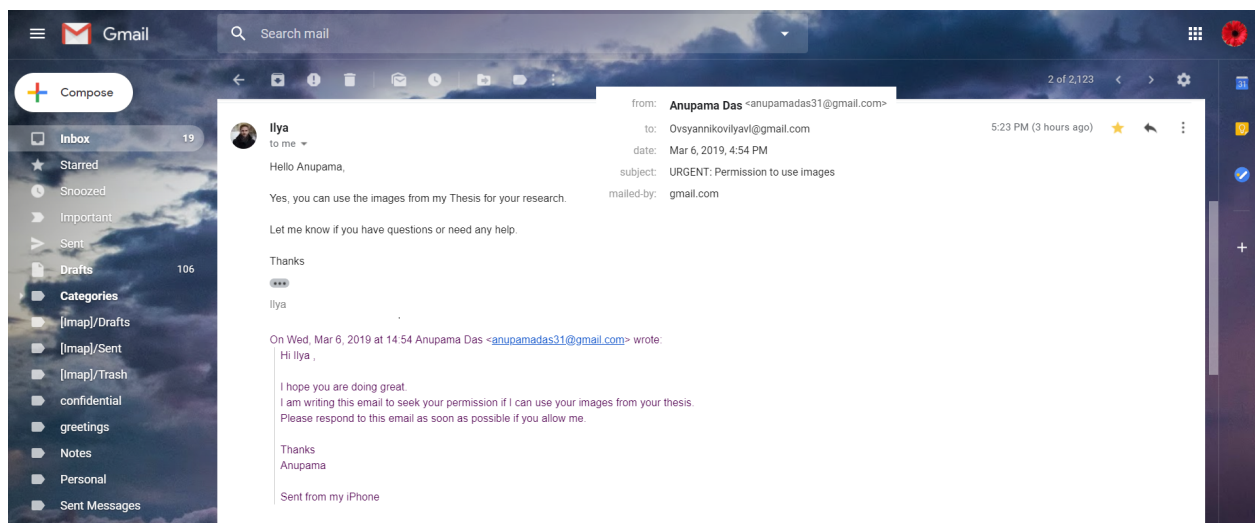 Gmail
Search mail
Compose
2 of 2,123
31
Inbox 19
Starred
Snoozed
Important
Sent
Drafts 106
Categories
[Imap]/Drafts
[Imap]/Sent
[Imap]/Trash
confidential
greetings
Notes
Personal
Sent Messages
from: Anupama Das <anupamadas31@gmail.com>
to: Ovsyannikovilyavl@gmail.com
date: Mar 6, 2019, 4:54 PM
subject: URGENT: Permission to use images
mailed-by: gmail.com
Ilya
to me
5:23 PM (3 hours ago)
Hello Anupama,
Yes, you can use the images from my Thesis for your research.
Let me know if you have questions or need any help.
Thanks
Ilya
On Wed, Mar 6, 2019 at 14:54 Anupama Das <anupamadas31@gmail.com> wrote:
Hi Ilya ,
I hope you are doing great.
I am writing this email to seek your permission if I can use your images from your thesis.
Please respond to this email as soon as possible if you allow me.
Thanks
Anupama
Sent from my iPhone